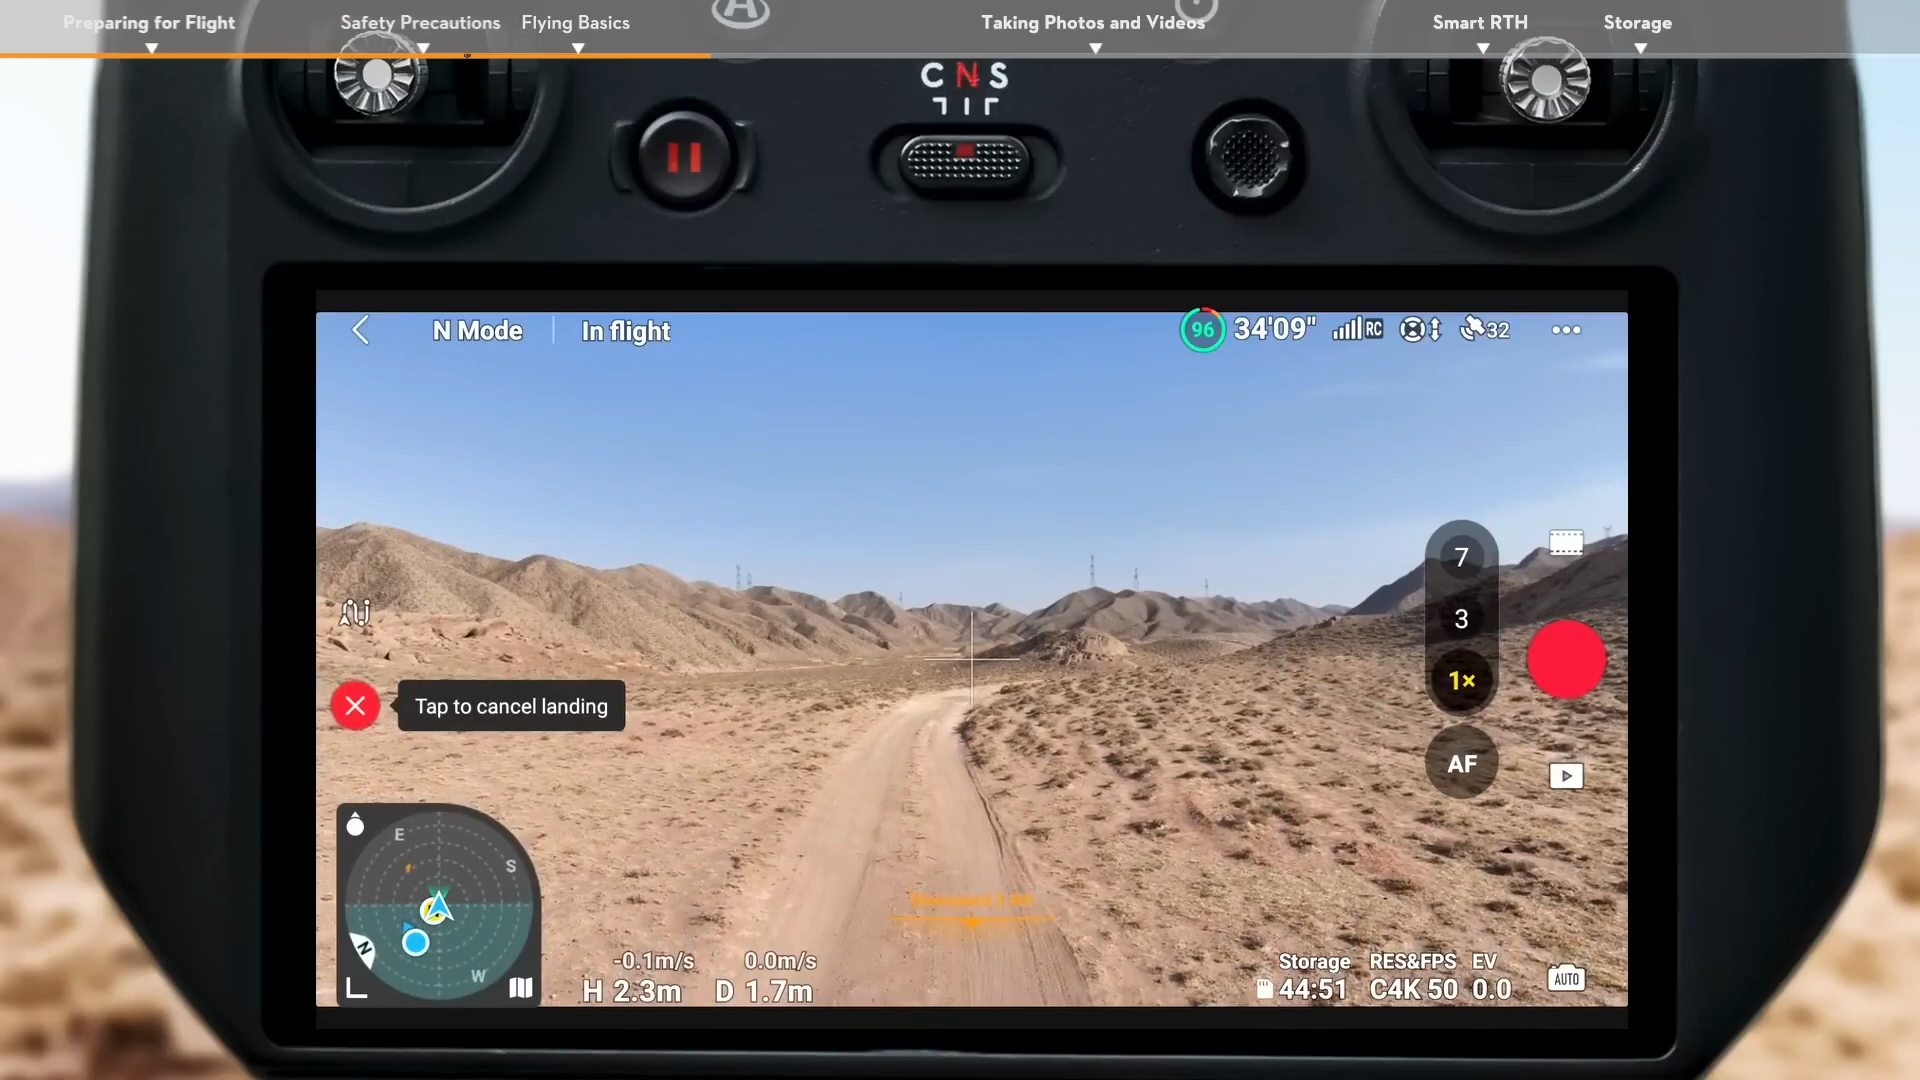 Preparing for Flight
Safety Precautions
Flying Basics
Taking Photos and Videos
Smart RTH
Storage
C N S
N Mode
In flight
96
34'09"
RC
32
7
3
1×
AF
Tap to cancel landing
E
S
N
W
-0.1m/s
0.0m/s
H 2.3m
D 1.7m
Storage
RES&FPS
EV
44:51
C4K 50
0.0
AUTO